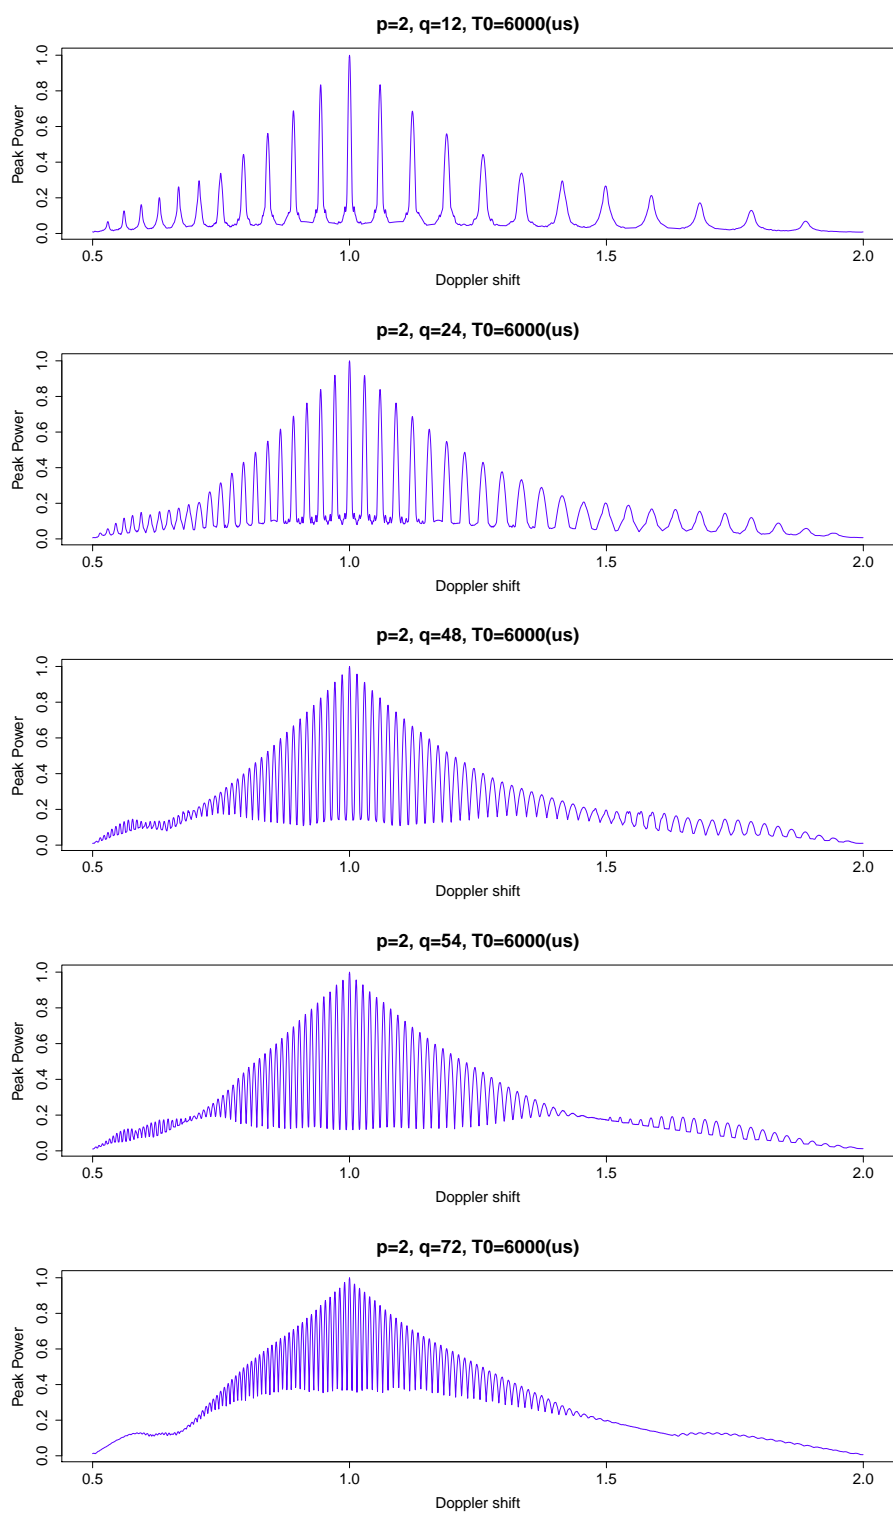 p=2, q=12, T0=6000(us)
Peak Power
0.0 0.2 0.4 0.6 0.8 1.0
0.5 1.0 1.5 2.0
Doppler shift
p=2, q=24, T0=6000(us)
Peak Power
0.0 0.2 0.4 0.6 0.8 1.0
0.5 1.0 1.5 2.0
Doppler shift
p=2, q=48, T0=6000(us)
Peak Power
0.0 0.2 0.4 0.6 0.8 1.0
0.5 1.0 1.5 2.0
Doppler shift
p=2, q=54, T0=6000(us)
Peak Power
0.0 0.2 0.4 0.6 0.8 1.0
0.5 1.0 1.5 2.0
Doppler shift
p=2, q=72, T0=6000(us)
Peak Power
0.0 0.2 0.4 0.6 0.8 1.0
0.5 1.0 1.5 2.0
Doppler shift